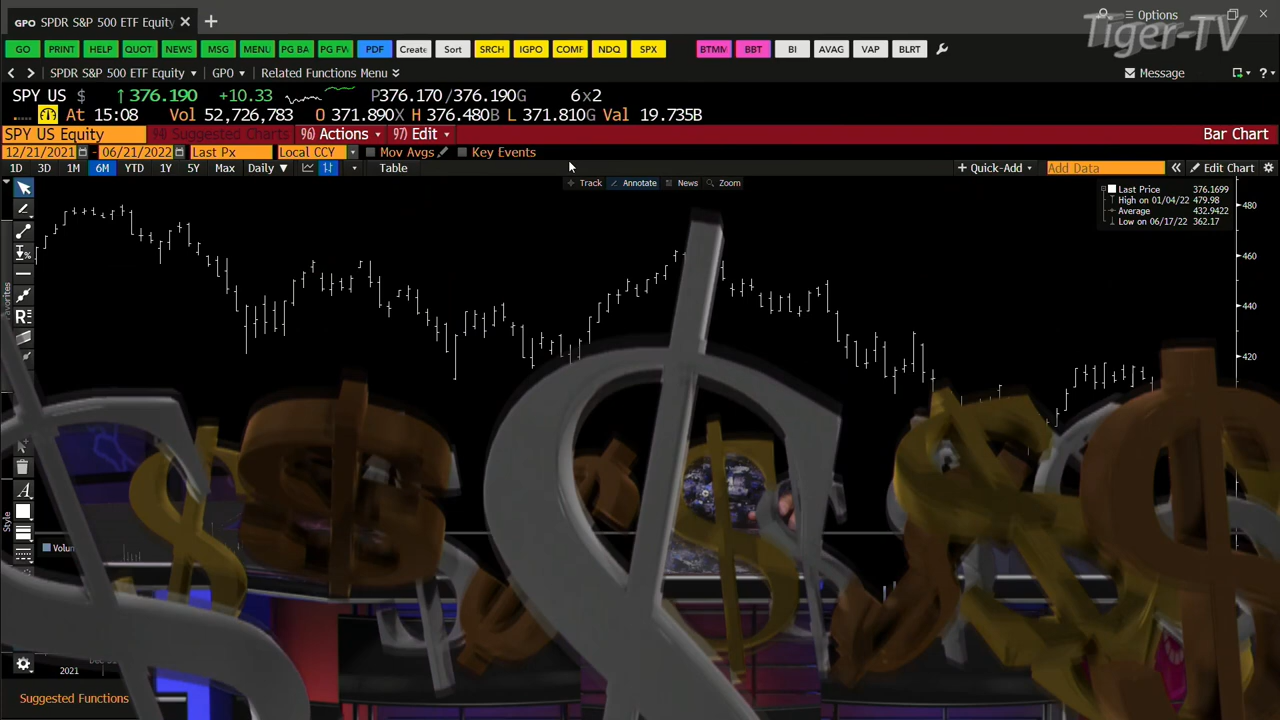 GPO SPDR S&P 500 ETF Equity
Options
Tiger-TV
GO PRINT HELP QUOT NEWS MSG MENU PG BA PG FW PDF Create Sort SRCH IGPO COMF NDQ SPX BTMM BBT BI AVAG VAP BLRT
SPDR S&P 500 ETF Equity GPO Related Functions Menu Message
SPY US $ 376.190 +10.33 P376.170/376.190G 6x2
At 15:08 Vol 52,726,783 O 371.890X H 376.480B L 371.810G Val 19.735B
SPY US Equity 94) Suggested Charts 96) Actions 97) Edit Bar Chart
12/21/2021 - 06/21/2022 Last Px Local CCY Mov Avgs Key Events
1D 3D 1M 6M YTD 1Y 5Y Max Daily Table + Quick-Add Add Data Edit Chart
Track Annotate News Zoom
Last Price 376.1699
High on 01/04/22 479.98
Average 432.9422
Low on 06/17/22 362.17
480
460
440
420
Favorites
Style
2021
Suggested Functions